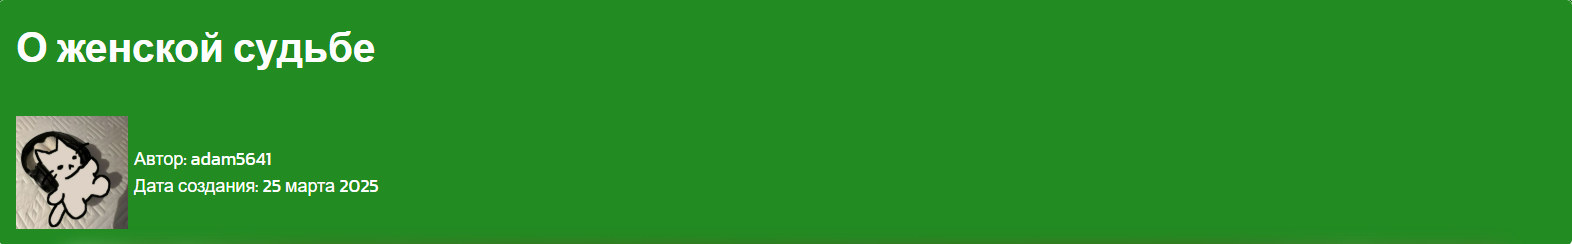 О женской судьбе
Автор: adam5641
Дата создания: 25 марта 2025